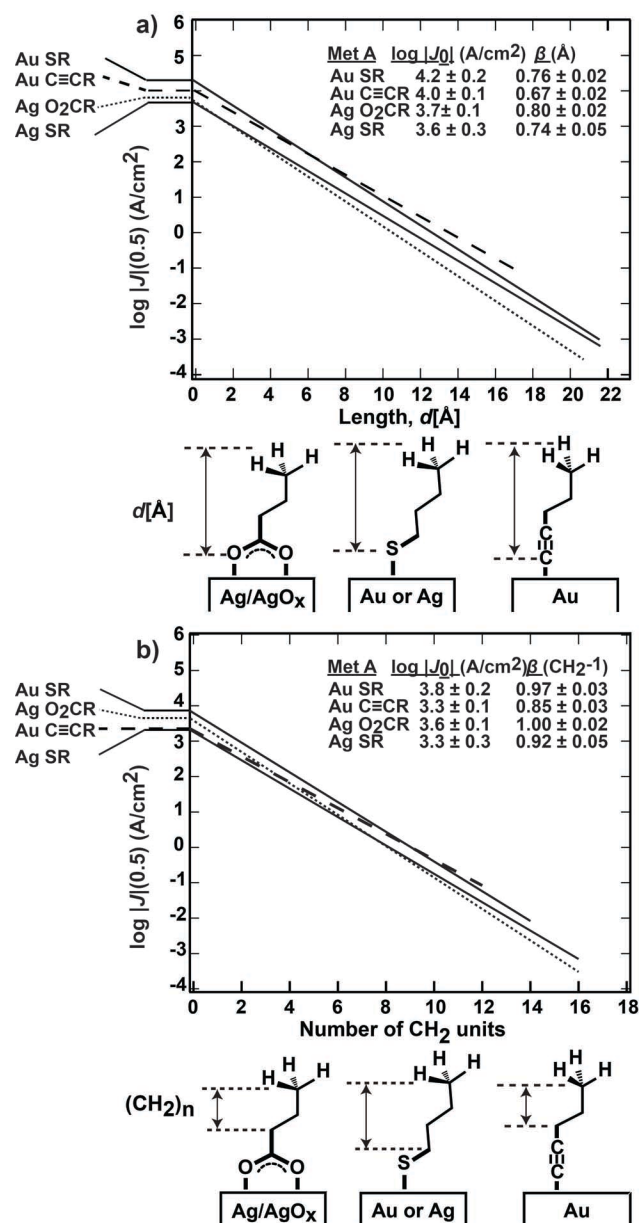 a)
Met A log |J0| (A/cm2) β (Å)
Au SR 4.2 ± 0.2 0.76 ± 0.02
Au C≡CR 4.0 ± 0.1 0.67 ± 0.02
Ag O2CR 3.7± 0.1 0.80 ± 0.02
Ag SR 3.6 ± 0.3 0.74 ± 0.05
Au SR
Au C≡CR
Ag O2CR
Ag SR
log |J|(0.5) (A/cm2)
6
5
4
3
2
1
0
-1
-2
-3
-4
0 2 4 6 8 10 12 14 16 18 20 22
Length, d[Å]
d[Å]
H H H
O O
Ag/AgOx
H H H
S
Au or Ag
H H H
C
C
Au
b)
Met A log |J0| (A/cm2) β (CH2-1)
Au SR 3.8 ± 0.2 0.97 ± 0.03
Au C≡CR 3.3 ± 0.1 0.85 ± 0.03
Ag O2CR 3.6 ± 0.1 1.00 ± 0.02
Ag SR 3.3 ± 0.3 0.92 ± 0.05
Au SR
Ag O2CR
Au C≡CR
Ag SR
log |J|(0.5) (A/cm2)
6
5
4
3
2
1
0
-1
-2
-3
-4
0 2 4 6 8 10 12 14 16 18
Number of CH2 units
(CH2)n
H H H
O O
Ag/AgOx
H H H
S
Au or Ag
H H H
C
C
Au